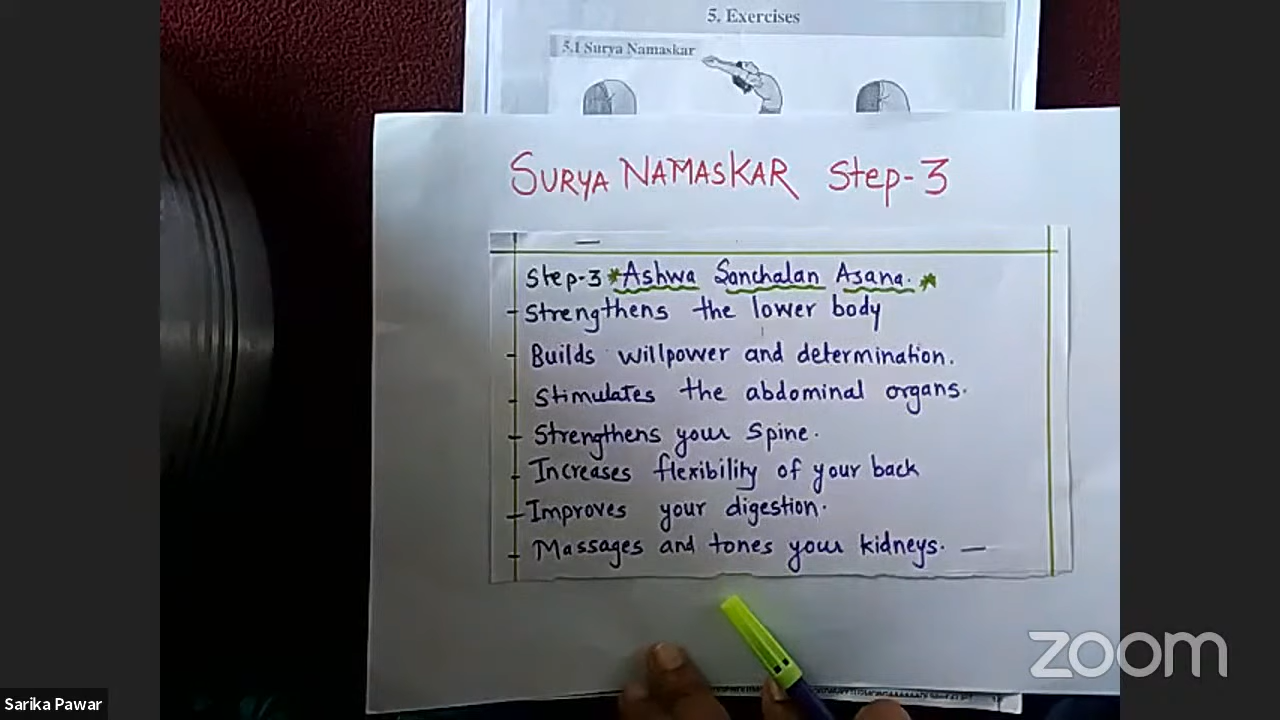 5. Exercises
5.1 Surya Namaskar
SURYA NAMASKAR Step-3
Step-3 *Ashwa Sanchalan Asana.*
- Strengthens the lower body
- Builds willpower and determination.
- Stimulates the abdominal organs.
- Strengthens your spine.
- Increases flexibility of your back
- Improves your digestion.
- Massages and tones your kidneys. —
zoom
Sarika Pawar